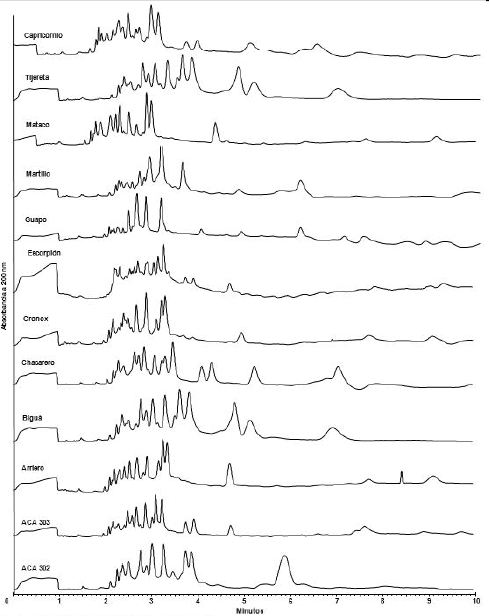 Capricornio
Tijereta
Mataco
Martillo
Guapo
Escorpión
Cronox
Chacarero
Biguá
Arriero
ACA 303
ACA 302
Absorbancia a 200 nm
0 1 2 3 4 5 6 7 8 9 10
Minutos